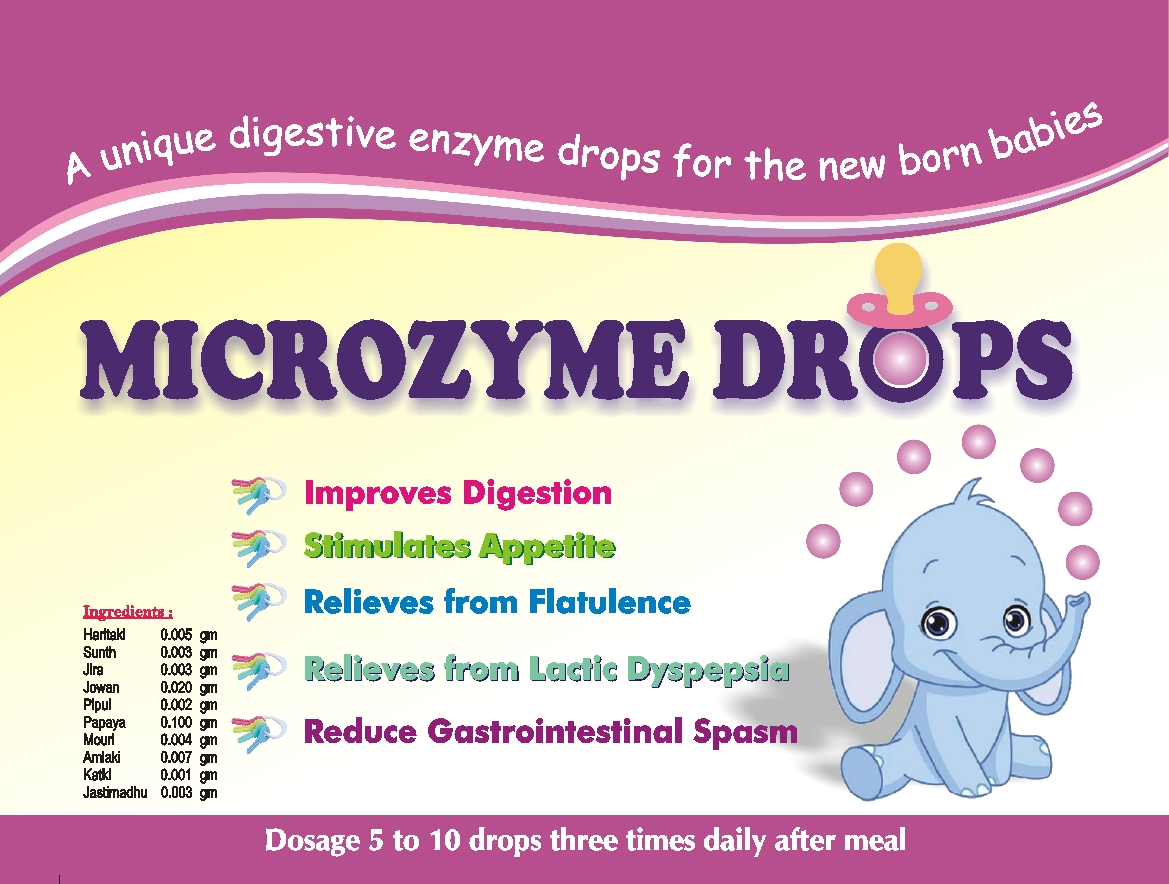 A unique digestive enzyme drops for the new born babies
MICROZYME DROPS
Improves Digestion
Stimulates Appetite
Relieves from Flatulence
Relieves from Lactic Dyspepsia
Reduce Gastrointestinal Spasm
Ingredients :
Haritaki 0.005 gm
Sunth 0.003 gm
Jira 0.003 gm
Jowan 0.020 gm
Pipul 0.002 gm
Papaya 0.100 gm
Mouri 0.004 gm
Amlaki 0.007 gm
Katki 0.001 gm
Jastimadhu 0.003 gm
Dosage 5 to 10 drops three times daily after meal